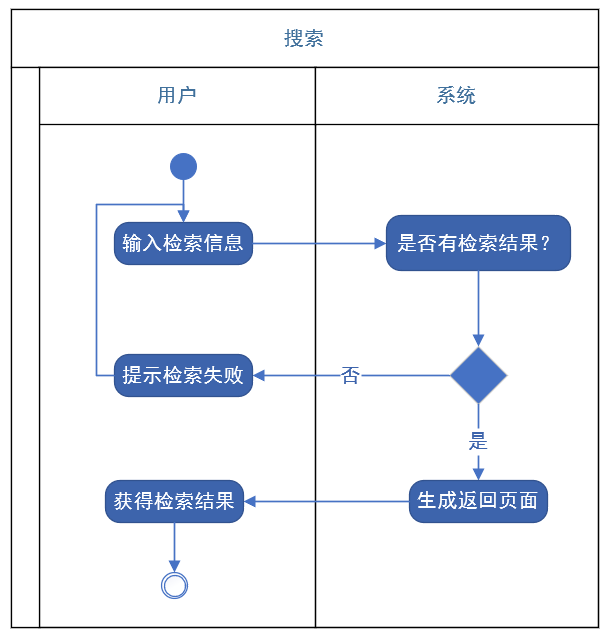 搜索
用户
系统
输入检索信息
是否有检索结果?
提示检索失败
否
是
获得检索结果
生成返回页面